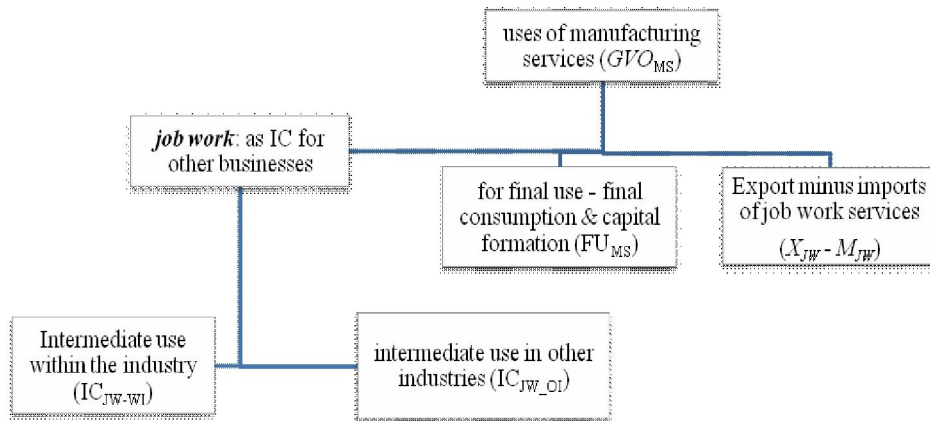 uses of manufacturing
services (GVO_MS)
job work: as IC for
other businesses
for final use - final
consumption & capital
formation (FU_MS)
Export minus imports
of job work services
(X_JW - M_JW)
Intermediate use
within the industry
(IC_JW-WI)
intermediate use in other
industries (IC_JW_OI)